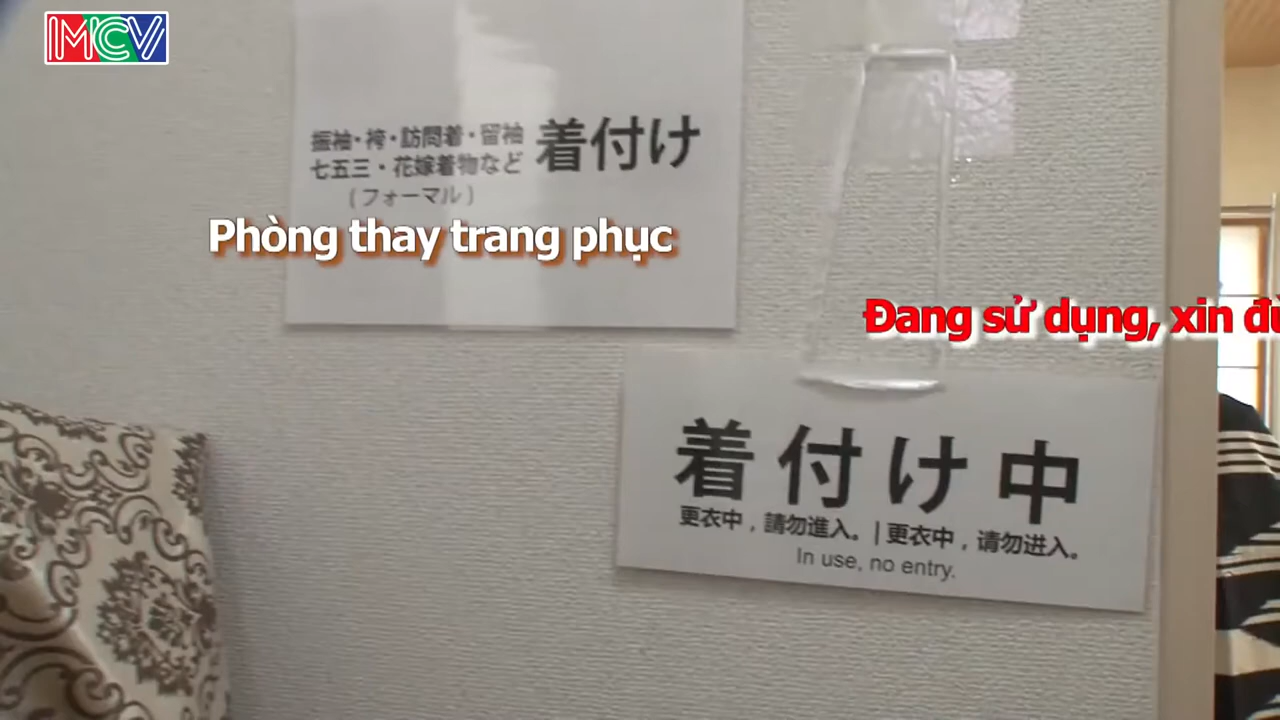 MCV
振袖・袴・訪問着・留袖
七五三・花嫁着物など
(フォーマル)
着付け
Phòng thay trang phục
Đang sử dụng, xin
着付け中
更衣中，請勿進入。|更衣中，请勿进入。
In use, no entry.